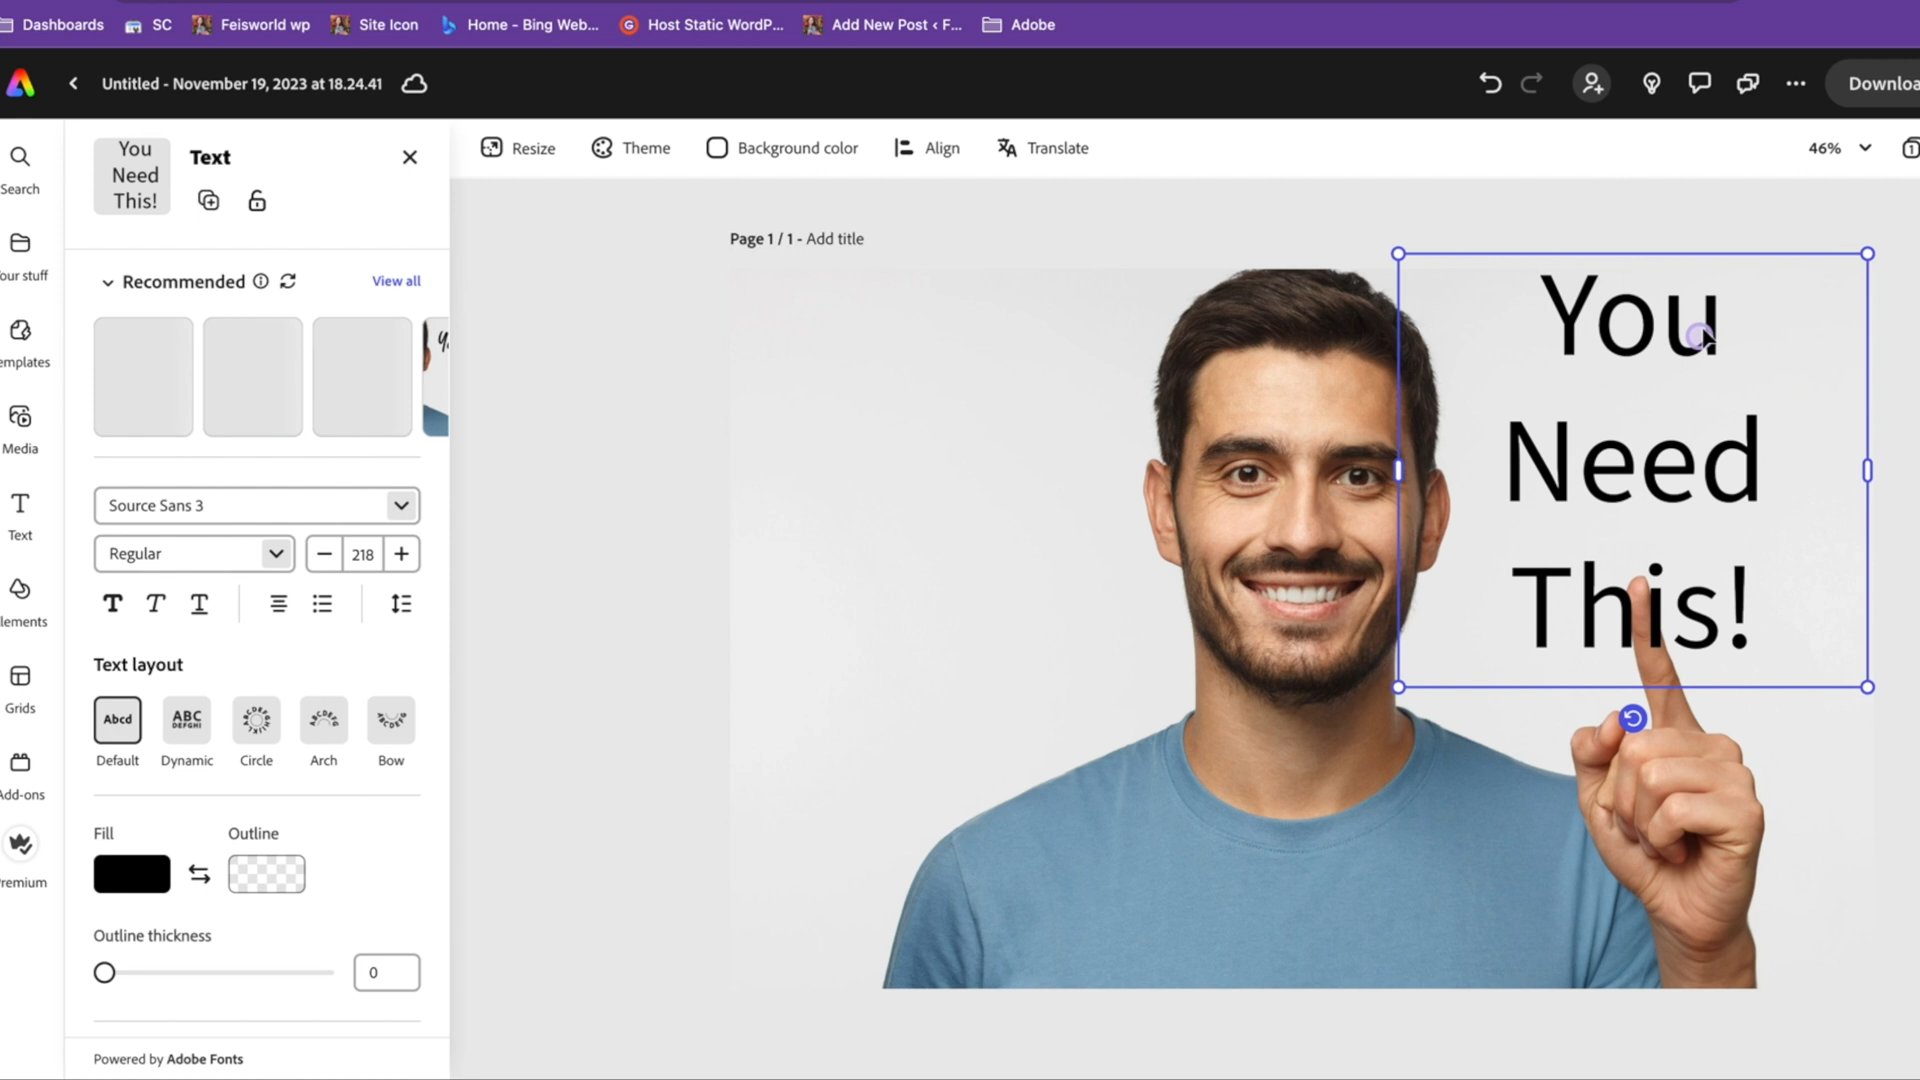 Dashboards
SC
Feisworld wp
Site Icon
Home - Bing Web...
Host Static WordP...
Add New Post ‹ F...
Adobe
Untitled - November 19, 2023 at 18.24.41
Downloa
Search
our stuff
emplates
Media
Text
lements
Grids
Add-ons
remium
You
Need
This!
Text
Recommended
View all
Source Sans 3
Regular
218
Text layout
Abcd
ABC
DEFGHI
Default
Dynamic
Circle
Arch
Bow
Fill
Outline
Outline thickness
0
Powered by Adobe Fonts
Resize
Theme
Background color
Align
Translate
46%
1
Page 1 / 1 - Add title
You
Need
This!